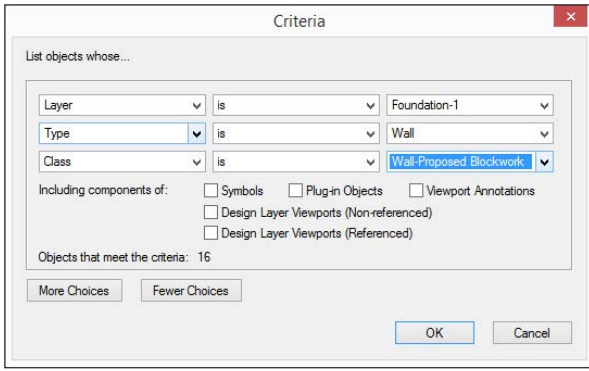 Criteria
List objects whose...
Layer is Foundation-1
Type is Wall
Class is Wall-Proposed Blockwork
Including components of: Symbols Plug-in Objects Viewport Annotations
Design Layer Viewports (Non-referenced)
Design Layer Viewports (Referenced)
Objects that meet the criteria: 16
More Choices Fewer Choices
OK Cancel